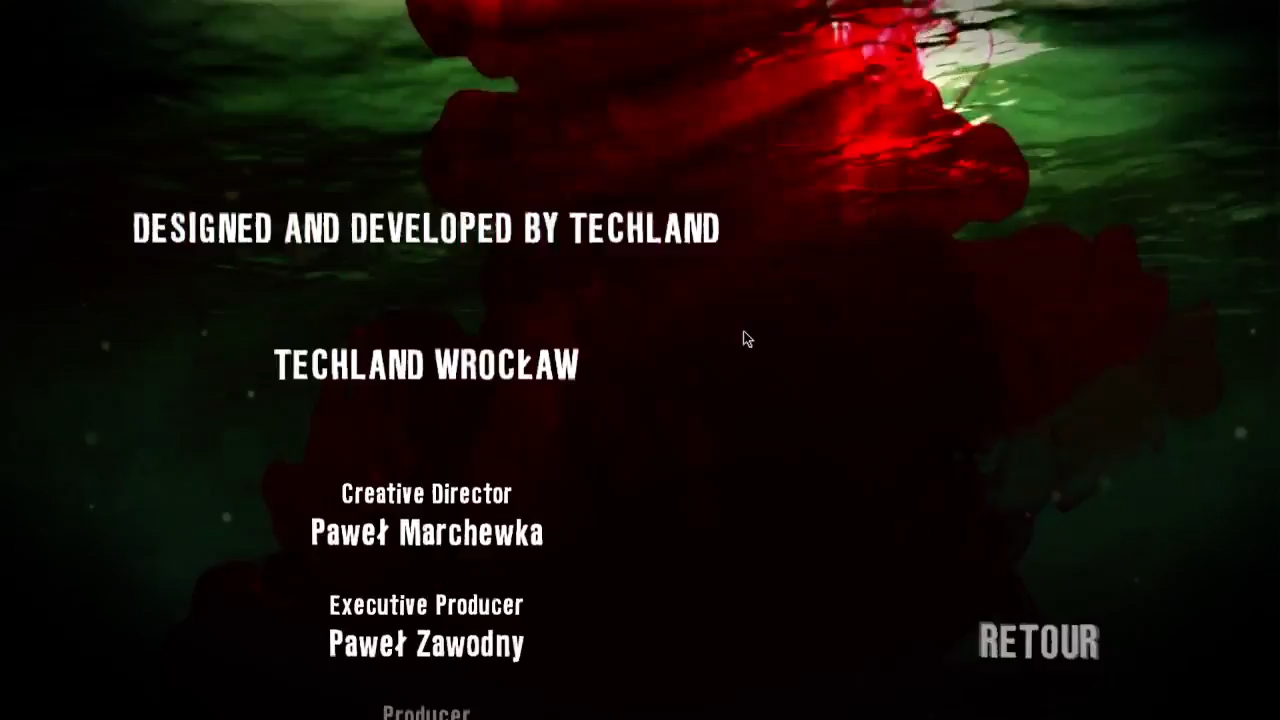 DESIGNED AND DEVELOPED BY TECHLAND
TECHLAND WROCŁAW
Creative Director
Paweł Marchewka
Executive Producer
Paweł Zawodny
RETOUR
Producer